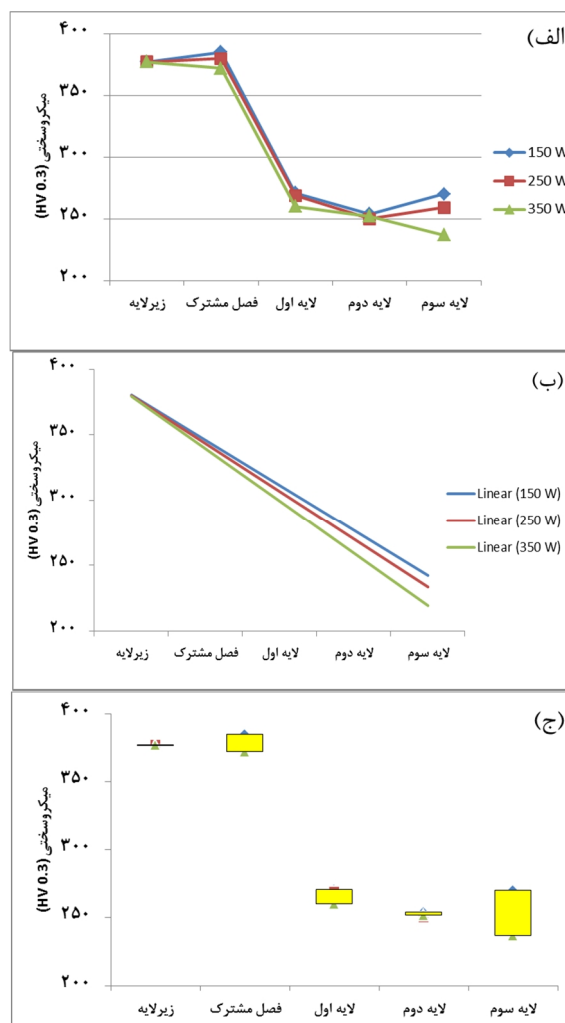 الف)
۴۰۰
۳۵۰
۳۰۰
۲۵۰
۲۰۰
میکروسختی (HV 0.3)
زیرلایه فصل مشترک لایه اول لایه دوم لایه سوم
150 W
250 W
350 W
ب)
۴۰۰
۳۵۰
۳۰۰
۲۵۰
۲۰۰
میکروسختی (HV 0.3)
زیرلایه فصل مشترک لایه اول لایه دوم لایه سوم
Linear (150 W)
Linear (250 W)
Linear (350 W)
ج)
۴۰۰
۳۵۰
۳۰۰
۲۵۰
۲۰۰
میکروسختی (HV 0.3)
زیرلایه فصل مشترک لایه اول لایه دوم لایه سوم